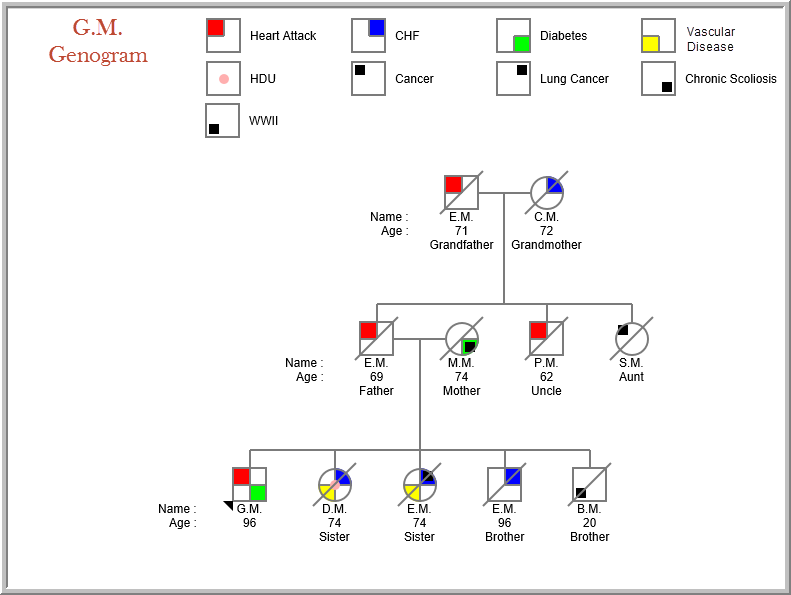 G.M.
Genogram
Heart Attack
CHF
Diabetes
Vascular
Disease
HDU
Cancer
Lung Cancer
Chronic Scoliosis
WWII
Name : E.M. C.M.
Age : 71 72
Grandfather Grandmother
Name : E.M. M.M. P.M. S.M.
Age : 69 74 62 Aunt
Father Mother Uncle
Name : G.M. D.M. E.M. E.M. B.M.
Age : 96 74 74 96 20
Sister Sister Brother Brother